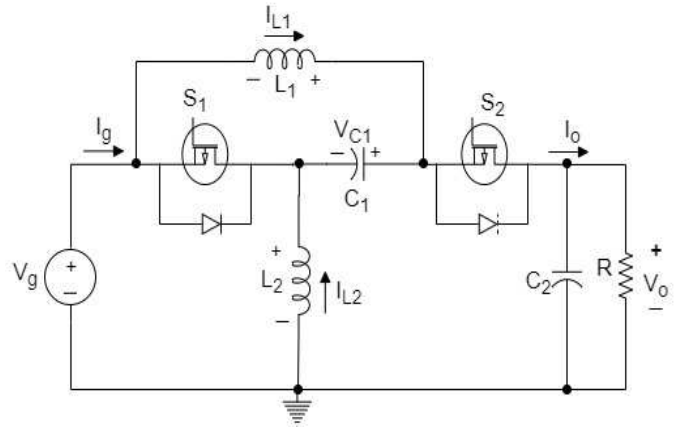 I_L1
− L₁ +
S₁
S₂
I_g
V_C1
I_o
− +
C₁
V_g
+
−
+
L₂
−
I_L2
C₂
R
+
V_o
−